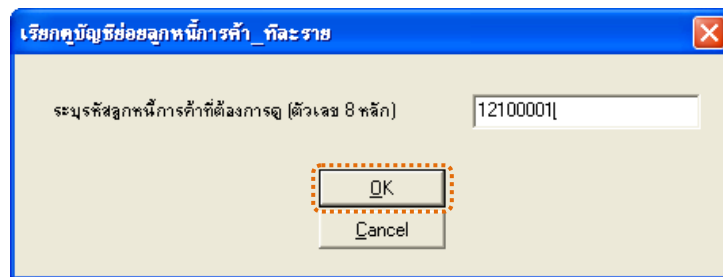 เรียกดูบัญชีย่อยลูกหนี้การค้า_ทีละราย
ระบุรหัสลูกหนี้การค้าที่ต้องการดู (ตัวเลข 8 หลัก) 12100001
OK
Cancel